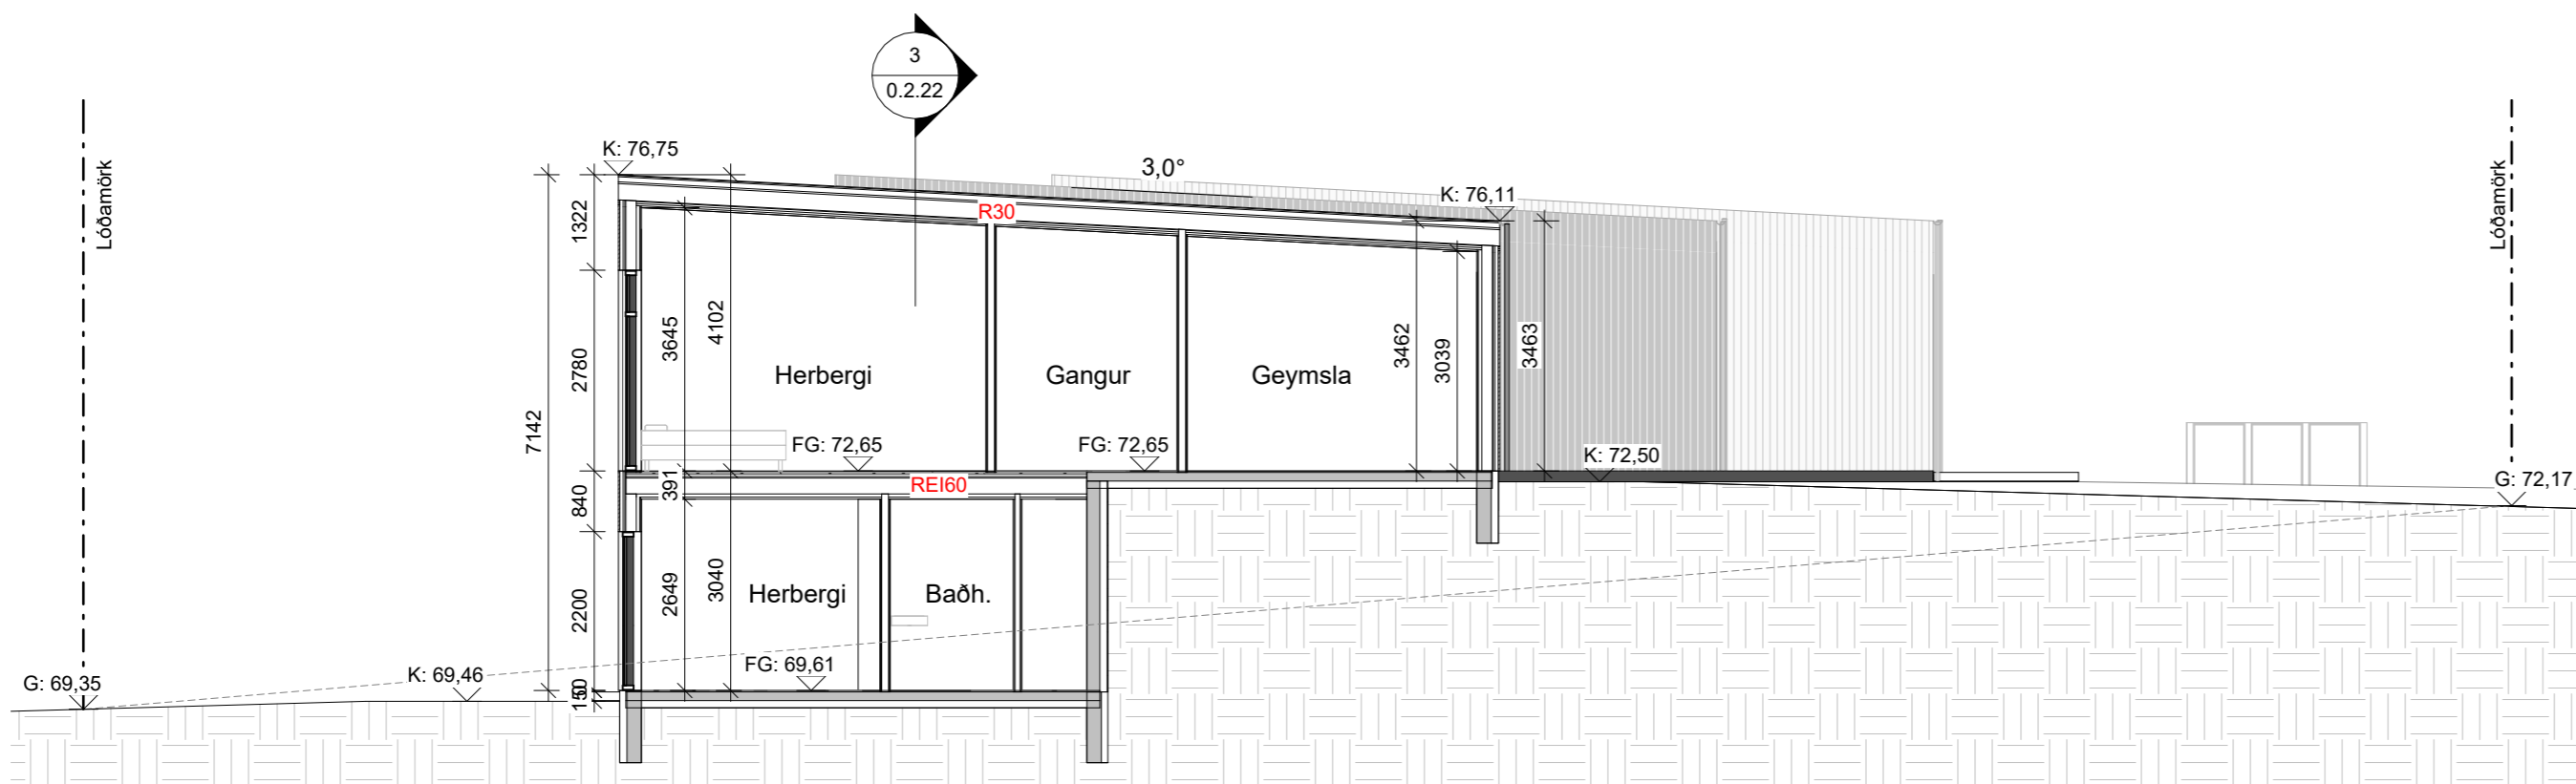 3
0.2.22
Lóðamörk
K: 76,75
3,0°
K: 76,11
Lóðamörk
R30
1322
3645
4102
2780
7142
Herbergi
Gangur
Geymsla
3462
3039
3463
FG: 72,65
FG: 72,65
K: 72,50
G: 72,17
391
REI60
840
2649
3040
2200
Herbergi
Baðh.
FG: 69,61
K: 69,46
G: 69,35